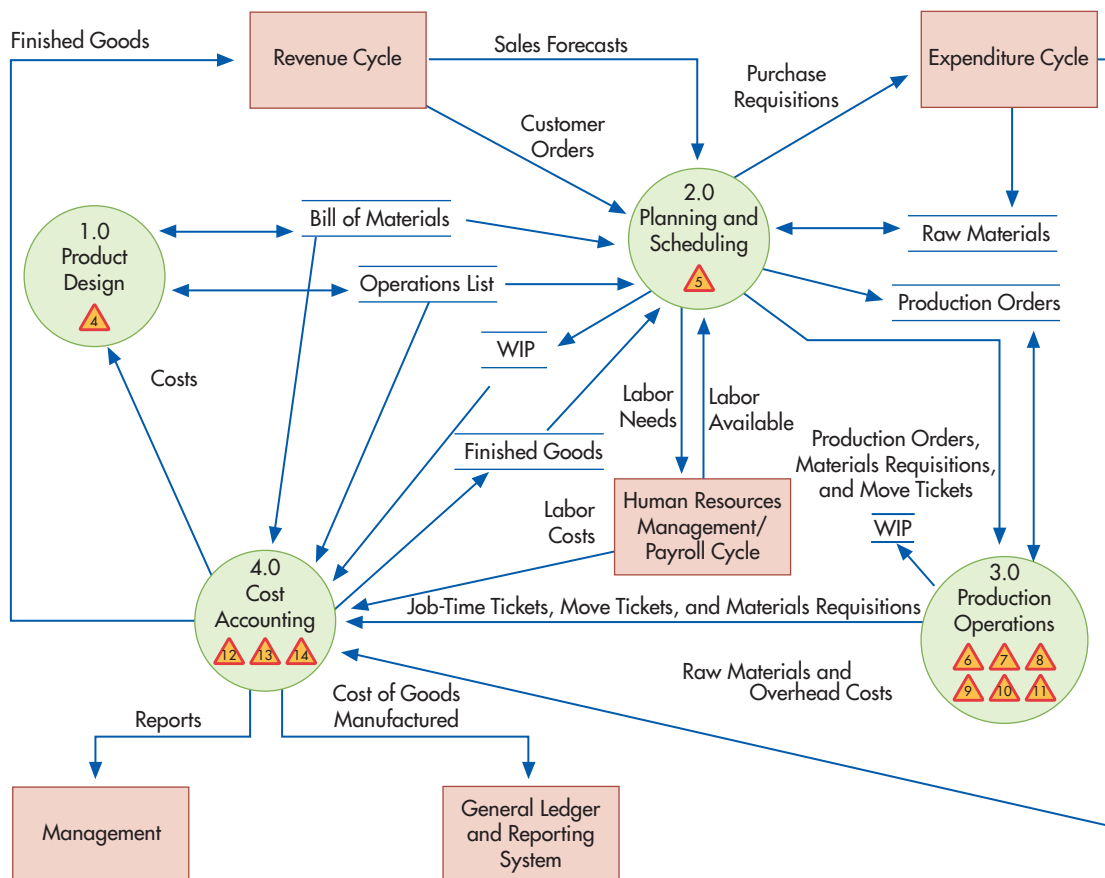 Finished Goods
Revenue Cycle
Sales Forecasts
Customer
Orders
Purchase
Requisitions
Expenditure Cycle
1.0
Product
Design
4
Bill of Materials
Operations List
2.0
Planning and
Scheduling
5
Raw Materials
Production Orders
WIP
Costs
Finished Goods
Labor
Needs
Labor
Available
Production Orders,
Materials Requisitions,
and Move Tickets
WIP
Labor
Costs
Human Resources
Management/
Payroll Cycle
4.0
Cost
Accounting
12 13 14
Job-Time Tickets, Move Tickets, and Materials Requisitions
3.0
Production
Operations
6 7 8
9 10 11
Raw Materials and
Overhead Costs
Reports
Cost of Goods
Manufactured
Management
General Ledger
and Reporting
System